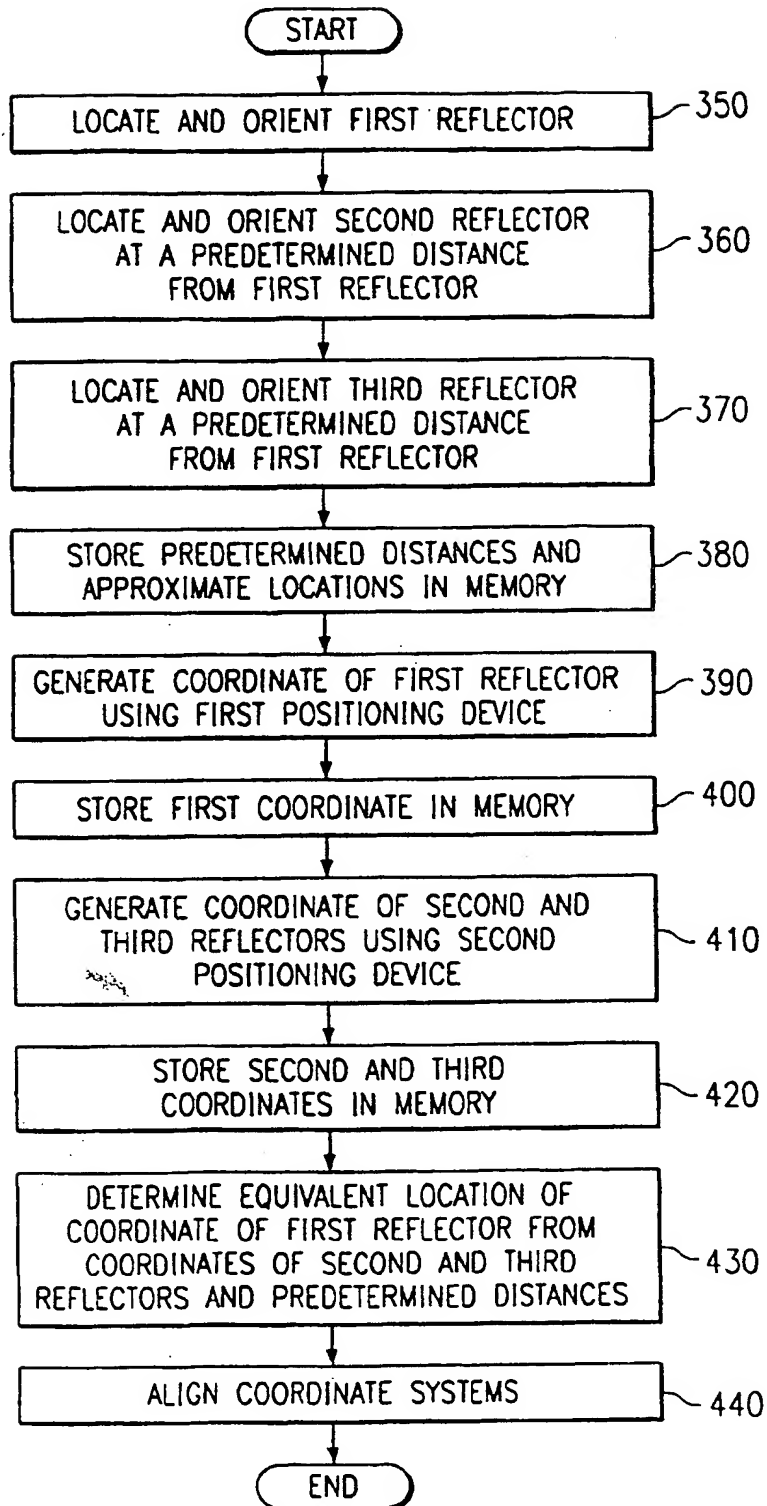 START
LOCATE AND ORIENT FIRST REFLECTOR
350
LOCATE AND ORIENT SECOND REFLECTOR
AT A PREDETERMINED DISTANCE
FROM FIRST REFLECTOR
360
LOCATE AND ORIENT THIRD REFLECTOR
AT A PREDETERMINED DISTANCE
FROM FIRST REFLECTOR
370
STORE PREDETERMINED DISTANCES AND
APPROXIMATE LOCATIONS IN MEMORY
380
GENERATE COORDINATE OF FIRST REFLECTOR
USING FIRST POSITIONING DEVICE
390
STORE FIRST COORDINATE IN MEMORY
400
GENERATE COORDINATE OF SECOND AND
THIRD REFLECTORS USING SECOND
POSITIONING DEVICE
410
STORE SECOND AND THIRD
COORDINATES IN MEMORY
420
DETERMINE EQUIVALENT LOCATION OF
COORDINATE OF FIRST REFLECTOR FROM
COORDINATES OF SECOND AND THIRD
REFLECTORS AND PREDETERMINED DISTANCES
430
ALIGN COORDINATE SYSTEMS
440
END